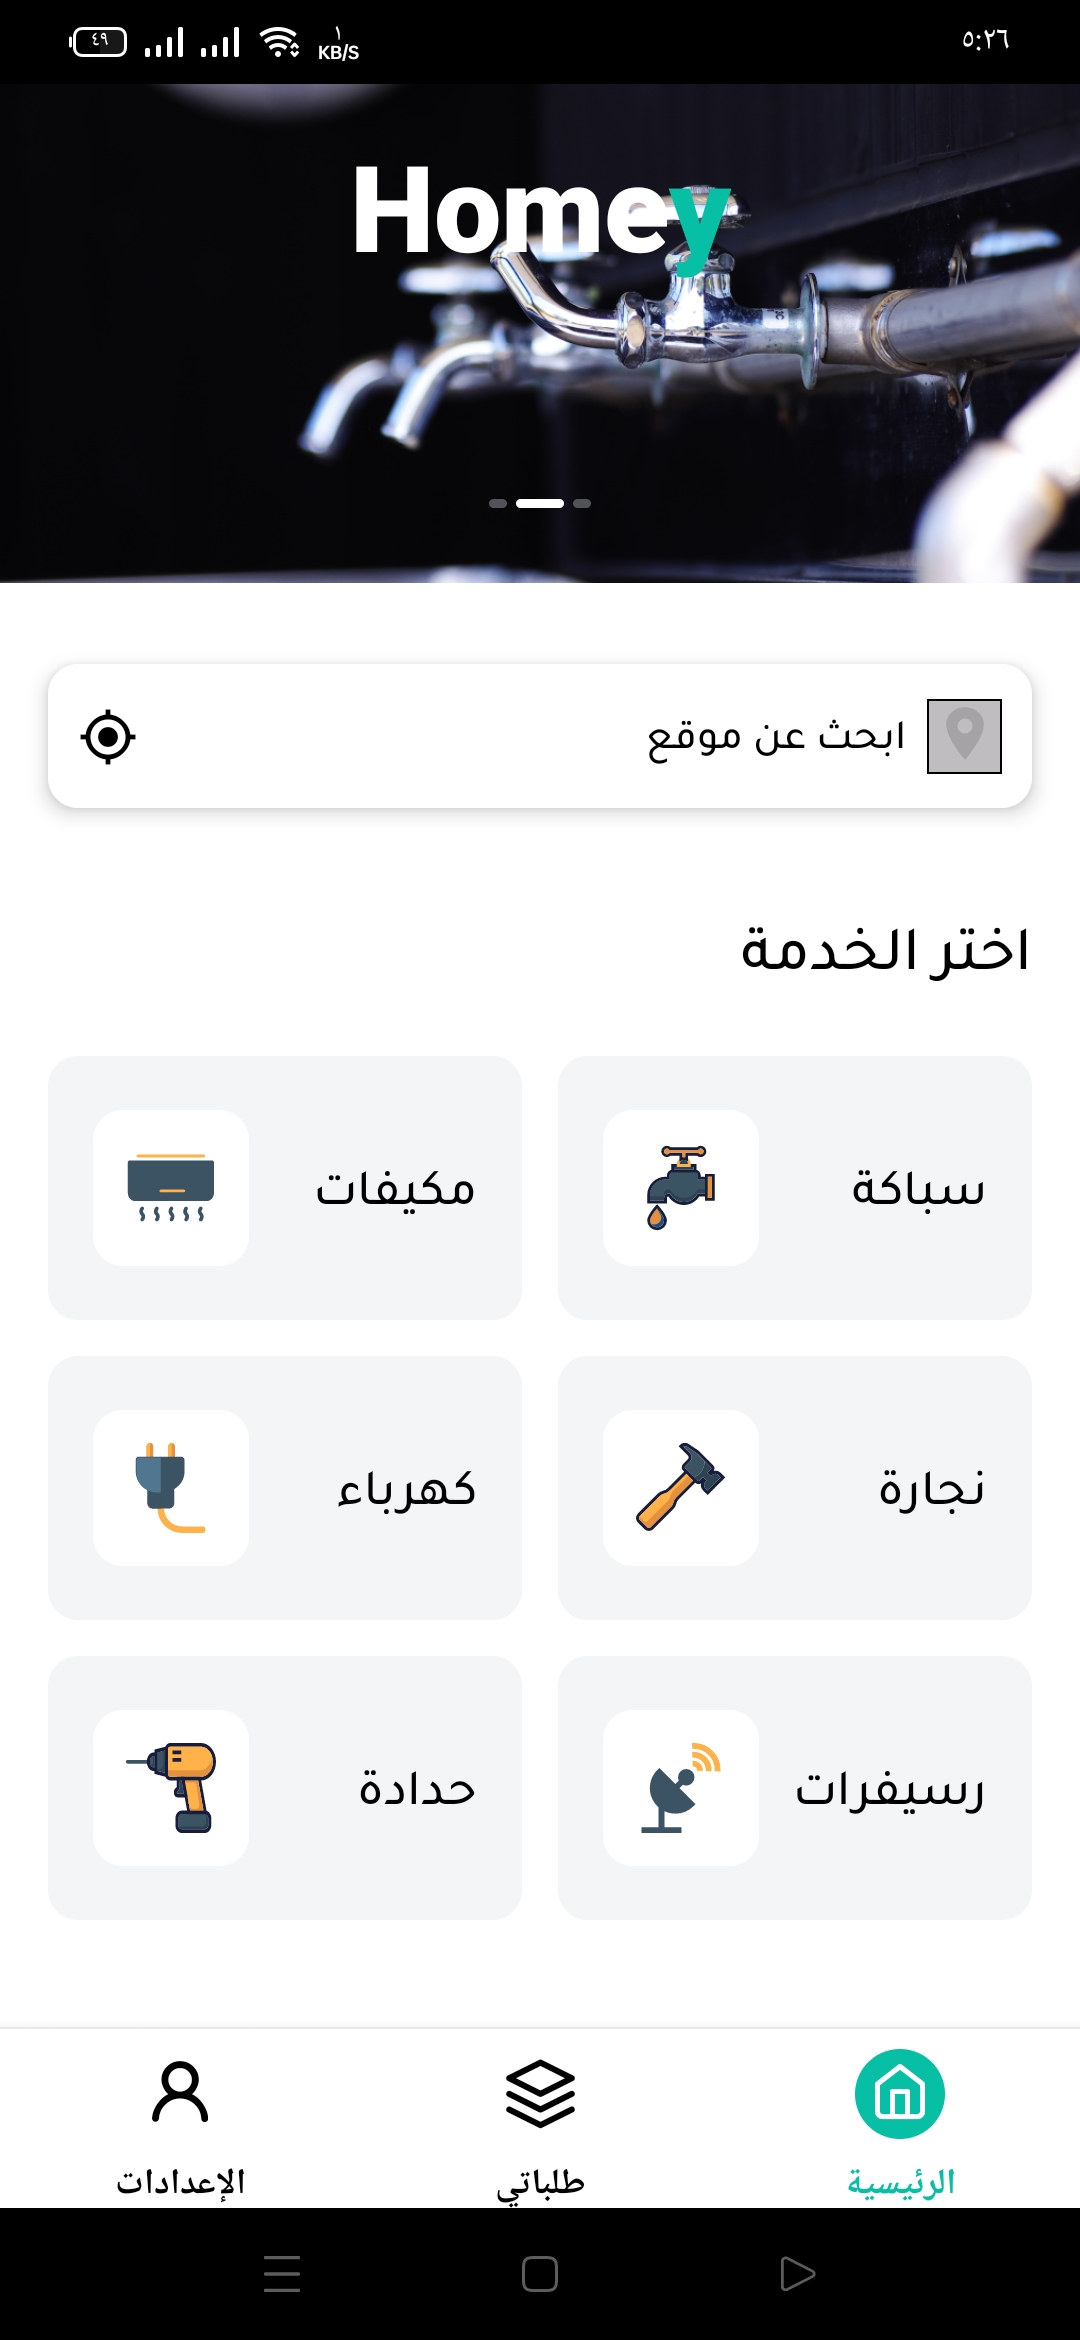 ٥:٢٦
١
KB/S
٤٩
Homey
ابحث عن موقع
اختر الخدمة
سباكة
مكيفات
نجارة
كهرباء
رسيفرات
حدادة
الرئيسية
طلباتي
الإعدادات